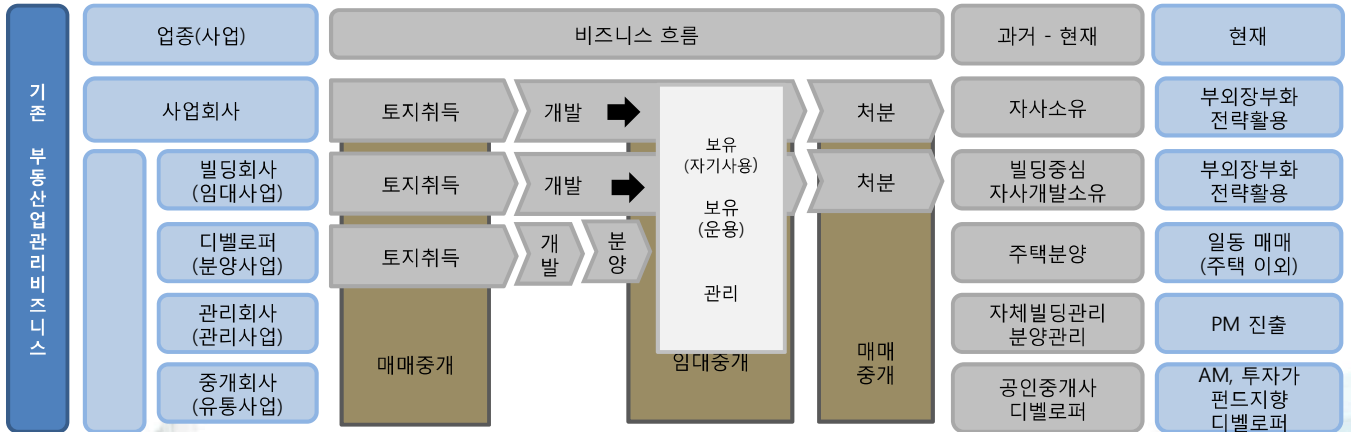 기존 부동산업관리비즈니스
업종(사업)
비즈니스 흐름
과거 - 현재
현재
사업회사
토지취득
개발
처분
자사소유
부외장부화
전략활용
보유
(자기사용)
보유
(운용)
관리
빌딩회사
(임대사업)
토지취득
개발
처분
빌딩중심
자사개발소유
부외장부화
전략활용
디벨로퍼
(분양사업)
토지취득
개
발
분
양
주택분양
일동 매매
(주택 이외)
관리회사
(관리사업)
자체빌딩관리
분양관리
PM 진출
중개회사
(유통사업)
매매중개
임대중개
매매
중개
공인중개사
디벨로퍼
AM, 투자가
펀드지향
디벨로퍼